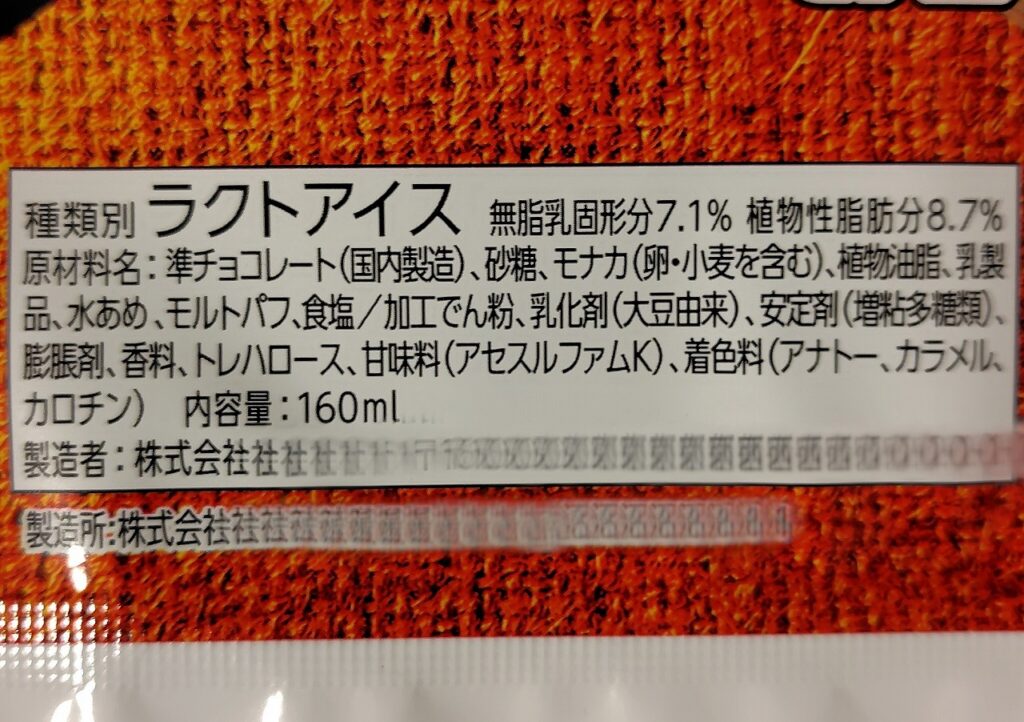 種類別 ラクトアイス 無脂乳固形分7.1% 植物性脂肪分8.7%
原材料名：準チョコレート（国内製造）、砂糖、モナカ（卵・小麦を含む）、植物油脂、乳製
品、水あめ、モルトパフ、食塩／加工でん粉、乳化剤（大豆由来）、安定剤（増粘多糖類）、
膨脹剤、香料、トレハロース、甘味料（アセスルファムK）、着色料（アナトー、カラメル、
カロチン） 内容量：160ml
製造者：株式会社
製造所：株式会社